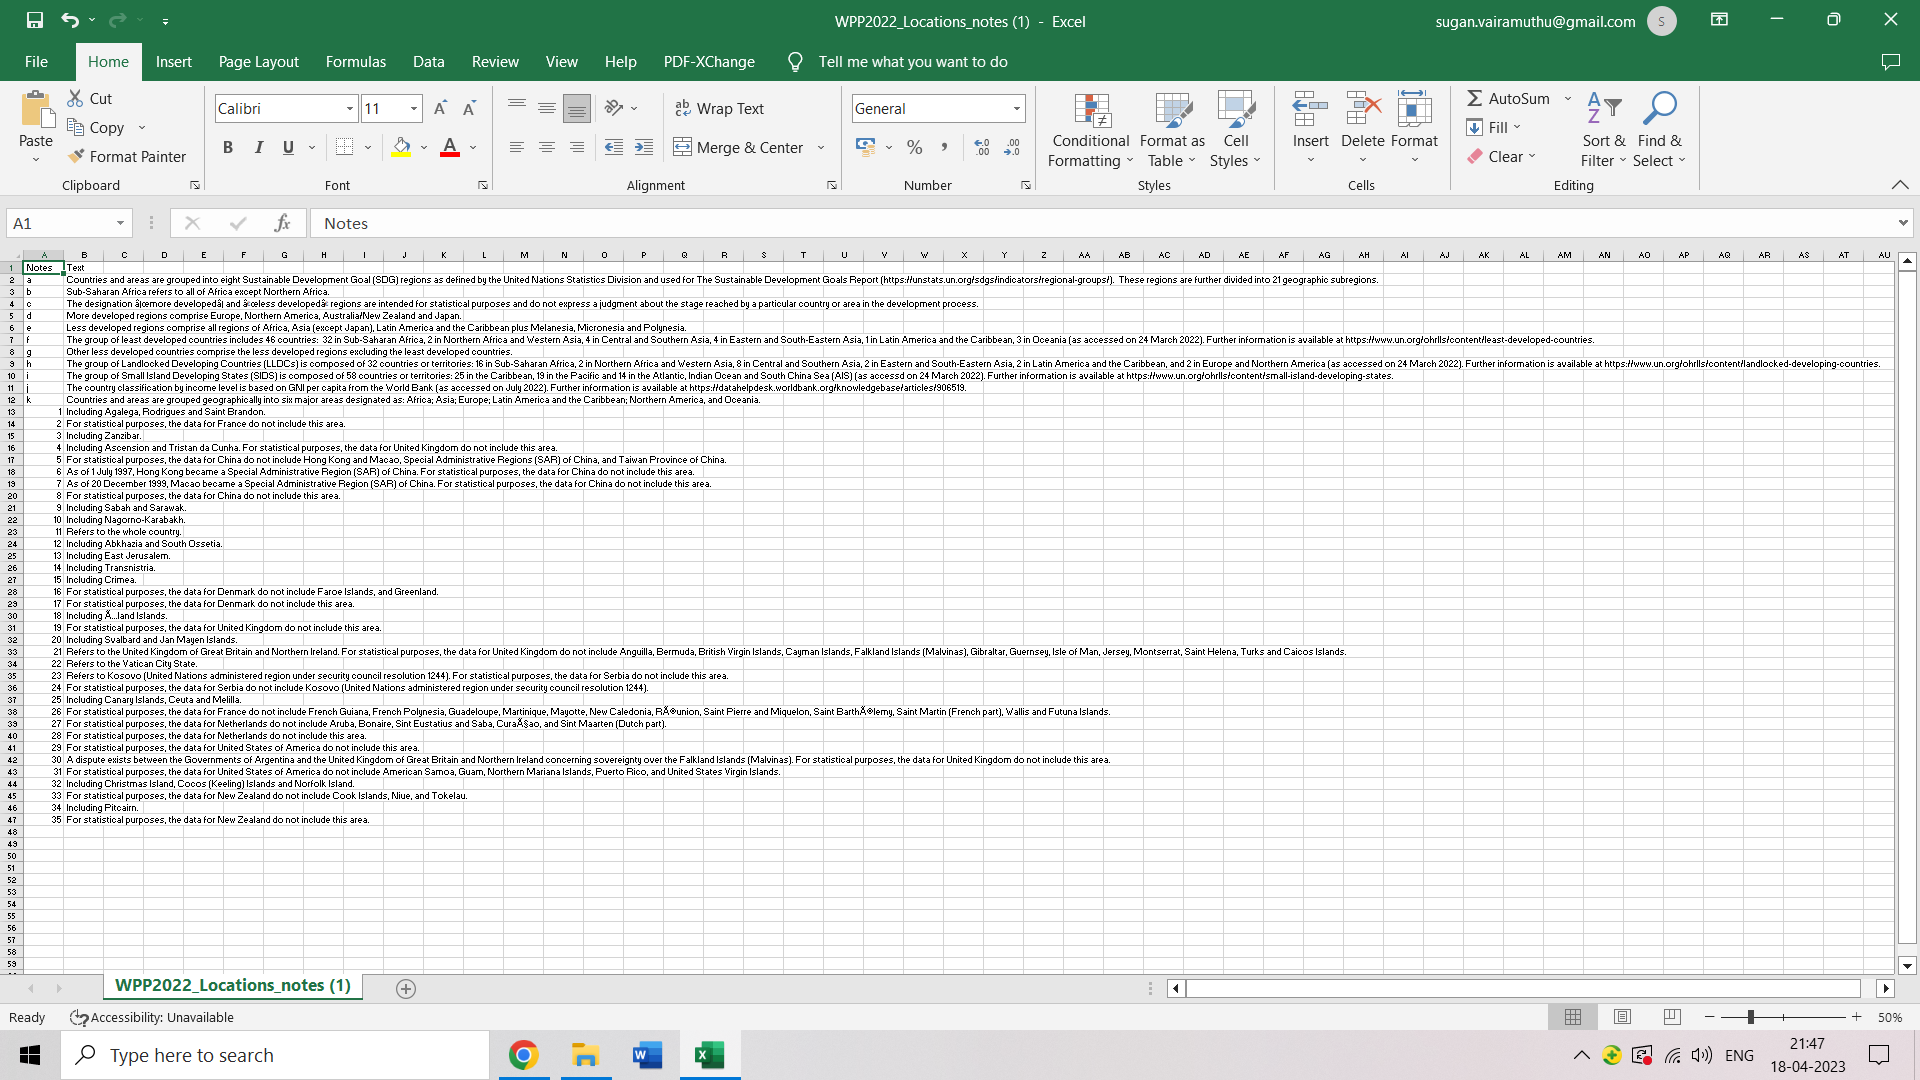 WPP2022_Locations_notes (1) - Excel
sugan.vairamuthu@gmail.com S
File Home Insert Page Layout Formulas Data Review View Help PDF-XChange Tell me what you want to do
Paste
Cut
Copy
Format Painter
Clipboard
Calibri 11
B I U
Font
Wrap Text
Merge & Center
Alignment
General
Number
Conditional Formatting
Format as Table
Cell Styles
Styles
Insert Delete Format
Cells
AutoSum
Fill
Clear
Sort & Filter
Find & Select
Editing
A1 fx Notes
A B C D E F G H I J K L M N O P Q R S T U V W X Y Z AA AB AC AD AE AF AG AH AI AJ AK AL AM AN AO AP AQ AR AS AT AU
1 Notes Text
2 a Countries and areas are grouped into eight Sustainable Development Goal (SDG) regions as defined by the United Nations Statistics Division and used for The Sustainable Development Goals Report (https://unstats.un.org/sdgs/indicators/regional-groups/). These regions are further divided into 21 geographic subregions.
3 b Sub-Saharan Africa refers to all of Africa except Northern Africa.
4 c The designation â€œmore developedâ€ and â€œless developedâ€ regions are intended for statistical purposes and do not express a judgment about the stage reached by a particular country or area in the development process.
5 d More developed regions comprise Europe, Northern America, Australia/New Zealand and Japan.
6 e Less developed regions comprise all regions of Africa, Asia (except Japan), Latin America and the Caribbean plus Melanesia, Micronesia and Polynesia.
7 f The group of least developed countries includes 46 countries: 32 in Sub-Saharan Africa, 2 in Northern Africa and Western Asia, 4 in Central and Southern Asia, 4 in Eastern and South-Eastern Asia, 1 in Latin America and the Caribbean, 3 in Oceania (as accessed on 24 March 2022). Further information is available at https://www.un.org/ohrlls/content/least-developed-countries.
8 g Other less developed countries comprise the less developed regions excluding the least developed countries.
9 h The group of Landlocked Developing Countries (LLDCs) is composed of 32 countries or territories: 16 in Sub-Saharan Africa, 2 in Northern Africa and Western Asia, 8 in Central and Southern Asia, 2 in Eastern and South-Eastern Asia, 2 in Latin America and the Caribbean, and 2 in Europe and Northern America (as accessed on 24 March 2022). Further information is available at https://www.un.org/ohrlls/content/landlocked-developing-countries.
10 i The group of Small Island Developing States (SIDS) is composed of 58 countries or territories: 25 in the Caribbean, 19 in the Pacific and 14 in the Atlantic, Indian Ocean and South China Sea (AIS) (as accessd on 24 March 2022). Further information is available at https://www.un.org/ohrlls/content/small-island-developing-states.
11 j The country classification by income level is based on GNI per capita from the World Bank (as accessed on July 2022). Further information is available at https://datahelpdesk.worldbank.org/knowledgebase/articles/906519.
12 k Countries and areas are grouped geographically into six major areas designated as: Africa; Asia; Europe; Latin America and the Caribbean; Northern America, and Oceania.
13 1 Including Agalega, Rodrigues and Saint Brandon.
14 2 For statistical purposes, the data for France do not include this area.
15 3 Including Zanzibar.
16 4 Including Ascension and Tristan da Cunha. For statistical purposes, the data for United Kingdom do not include this area.
17 5 For statistical purposes, the data for China do not include Hong Kong and Macao, Special Administrative Regions (SAR) of China, and Taiwan Province of China.
18 6 As of 1 July 1997, Hong Kong became a Special Administrative Region (SAR) of China. For statistical purposes, the data for China do not include this area.
19 7 As of 20 December 1999, Macao became a Special Administrative Region (SAR) of China. For statistical purposes, the data for China do not include this area.
20 8 For statistical purposes, the data for China do not include this area.
21 9 Including Sabah and Sarawak.
22 10 Including Nagorno-Karabakh.
23 11 Refers to the whole country.
24 12 Including Abkhazia and South Ossetia.
25 13 Including East Jerusalem.
26 14 Including Transnistria.
27 15 Including Crimea.
28 16 For statistical purposes, the data for Denmark do not include Faroe Islands, and Greenland.
29 17 For statistical purposes, the data for Denmark do not include this area.
30 18 Including Ã…land Islands.
31 19 For statistical purposes, the data for United Kingdom do not include this area.
32 20 Including Svalbard and Jan Mayen Islands.
33 21 Refers to the United Kingdom of Great Britain and Northern Ireland. For statistical purposes, the data for United Kingdom do not include Anguilla, Bermuda, British Virgin Islands, Cayman Islands, Falkland Islands (Malvinas), Gibraltar, Guernsey, Isle of Man, Jersey, Montserrat, Saint Helena, Turks and Caicos Islands.
34 22 Refers to the Vatican City State.
35 23 Refers to Kosovo (United Nations administered region under security council resolution 1244). For statistical purposes, the data for Serbia do not include this area.
36 24 For statistical purposes, the data for Serbia do not include Kosovo (United Nations administered region under security council resolution 1244).
37 25 Including Canary Islands, Ceuta and Melilla.
38 26 For statistical purposes, the data for France do not include French Guiana, French Polynesia, Guadeloupe, Martinique, Mayotte, New Caledonia, RÃ©union, Saint Pierre and Miquelon, Saint BarthÃ©lemy, Saint Martin (French part), Wallis and Futuna Islands.
39 27 For statistical purposes, the data for Netherlands do not include Aruba, Bonaire, Sint Eustatius and Saba, CuraÃ§ao, and Sint Maarten (Dutch part).
40 28 For statistical purposes, the data for Netherlands do not include this area.
41 29 For statistical purposes, the data for United States of America do not include this area.
42 30 A dispute exists between the Governments of Argentina and the United Kingdom of Great Britain and Northern Ireland concerning sovereignty over the Falkland Islands (Malvinas). For statistical purposes, the data for United Kingdom do not include this area.
43 31 For statistical purposes, the data for United States of America do not include American Samoa, Guam, Northern Mariana Islands, Puerto Rico, and United States Virgin Islands.
44 32 Including Christmas Island, Cocos (Keeling) Islands and Norfolk Island.
45 33 For statistical purposes, the data for New Zealand do not include Cook Islands, Niue, and Tokelau.
46 34 Including Pitcairn.
47 35 For statistical purposes, the data for New Zealand do not include this area.
48
49
50
51
52
53
54
55
56
57
58
59
WPP2022_Locations_notes (1)
Ready Accessibility: Unavailable 50%
Type here to search
ENG 21:47
18-04-2023